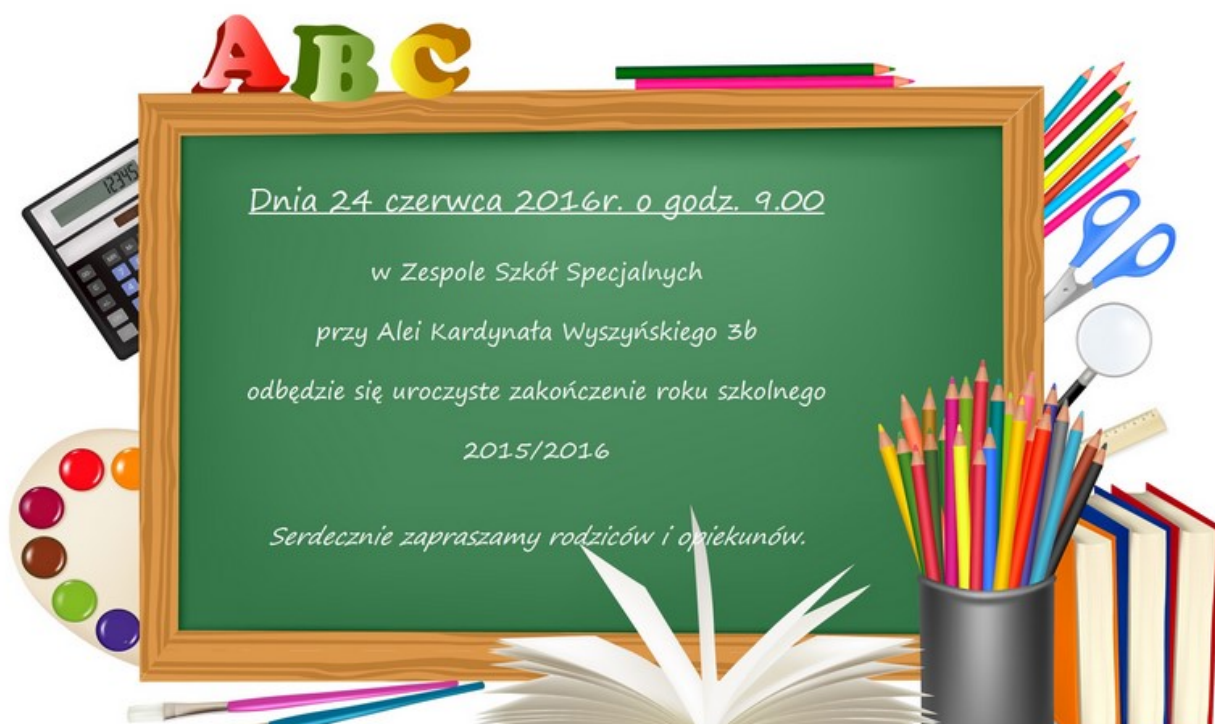 ABC
12345
Dnia 24 czerwca 2016r. o godz. 9.00
w Zespole Szkół Specjalnych
przy Alei Kardynała Wyszyńskiego 3b
odbędzie się uroczyste zakończenie roku szkolnego
2015/2016
Serdecznie zapraszamy rodziców i opiekunów.